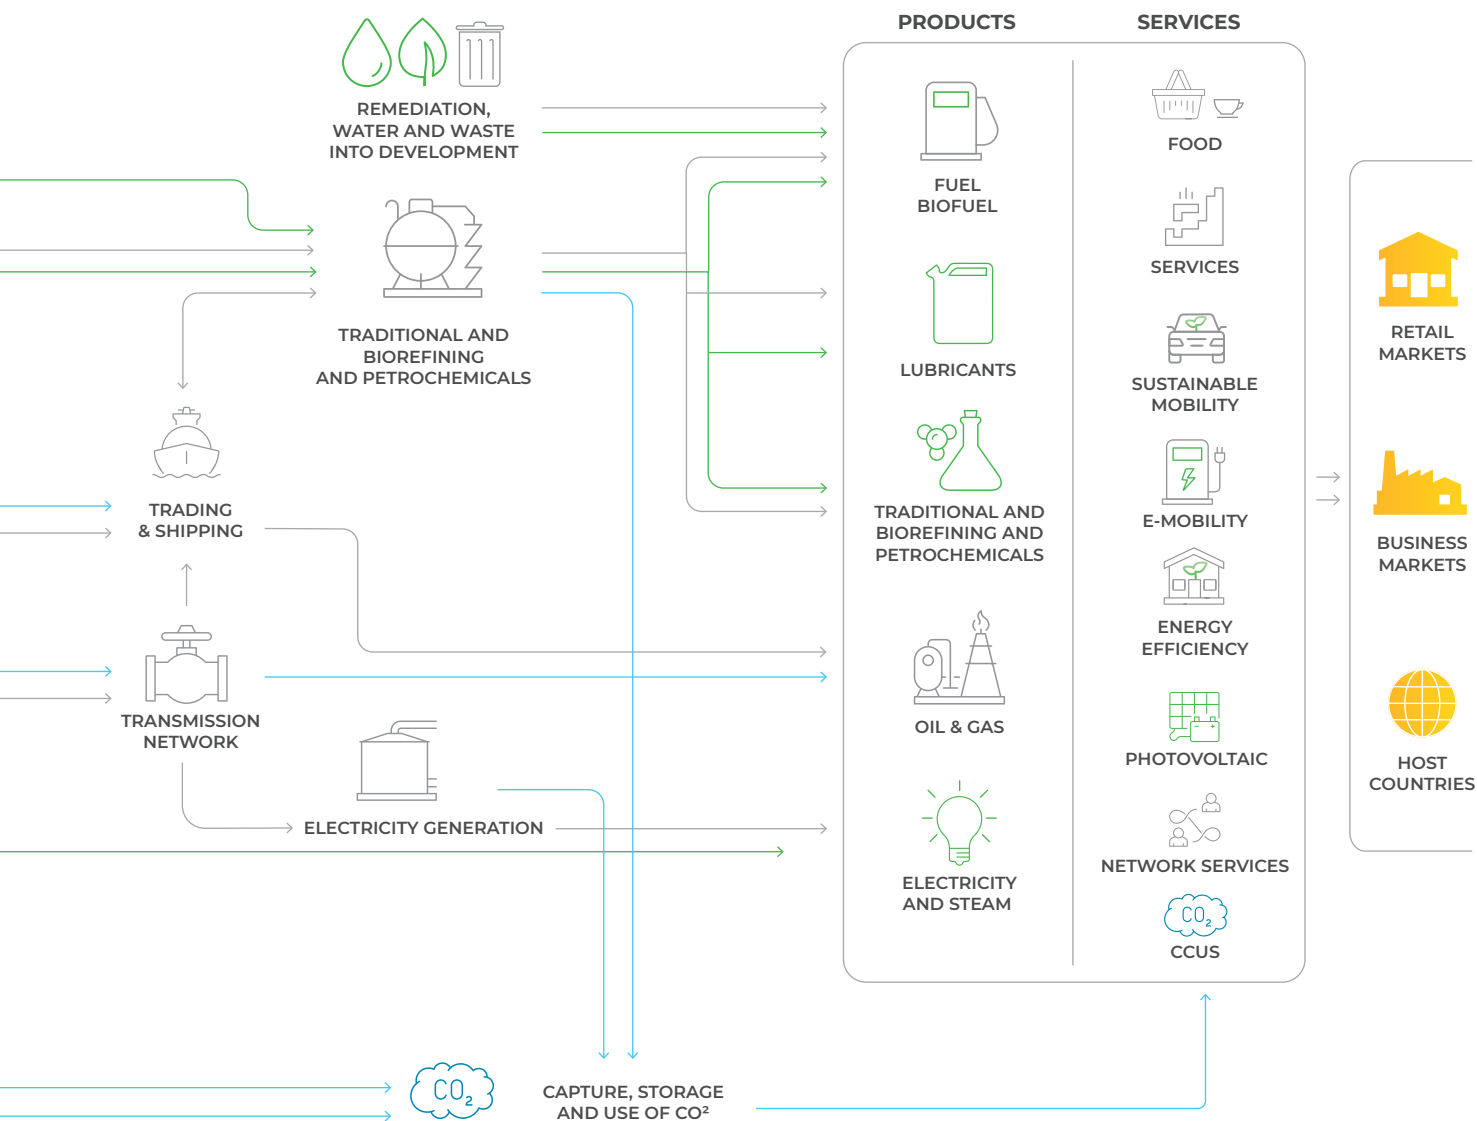 REMEDIATION,
WATER AND WASTE
INTO DEVELOPMENT
TRADITIONAL AND
BIOREFINING
AND PETROCHEMICALS
TRADING
& SHIPPING
TRANSMISSION
NETWORK
ELECTRICITY GENERATION
CO₂
CAPTURE, STORAGE
AND USE OF CO²
PRODUCTS
FUEL
BIOFUEL
LUBRICANTS
TRADITIONAL AND
BIOREFINING AND
PETROCHEMICALS
OIL & GAS
ELECTRICITY
AND STEAM
SERVICES
FOOD
SERVICES
SUSTAINABLE
MOBILITY
E-MOBILITY
ENERGY
EFFICIENCY
PHOTOVOLTAIC
NETWORK SERVICES
CO₂
CCUS
RETAIL
MARKETS
BUSINESS
MARKETS
HOST
COUNTRIES